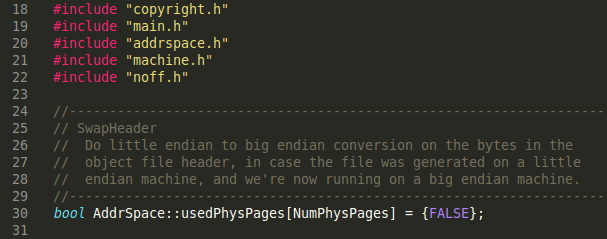 18 #include "copyright.h"
19 #include "main.h"
20 #include "addrspace.h"
21 #include "machine.h"
22 #include "noff.h"
23
24 //----------------------------------------------------------------------
25 // SwapHeader
26 //  Do little endian to big endian conversion on the bytes in the
27 //  object file header, in case the file was generated on a little
28 //  endian machine, and we're now running on a big endian machine.
29 //----------------------------------------------------------------------
30 bool AddrSpace::usedPhysPages[NumPhysPages] = {FALSE};
31